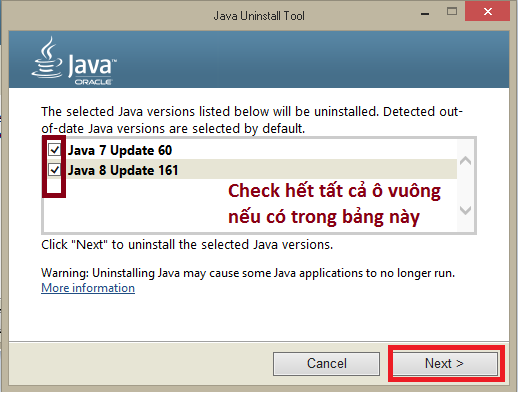 Java Uninstall Tool
Java™
ORACLE
The selected Java versions listed below will be uninstalled. Detected out-
of-date Java versions are selected by default.
Java 7 Update 60
Java 8 Update 161
Check hết tất cả ô vuông
nếu có trong bảng này
Click "Next" to uninstall the selected Java versions.
Warning: Uninstalling Java may cause some Java applications to no longer run.
More information
Cancel
Next >